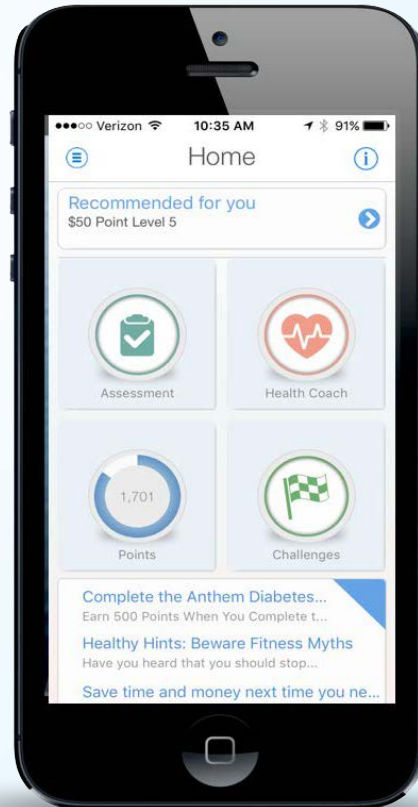 Verizon 10:35 AM 91%
Home
Recommended for you
$50 Point Level 5
Assessment
Health Coach
1,701
Points
Challenges
Complete the Anthem Diabetes...
Earn 500 Points When You Complete t...
Healthy Hints: Beware Fitness Myths
Have you heard that you should stop...
Save time and money next time you ne...